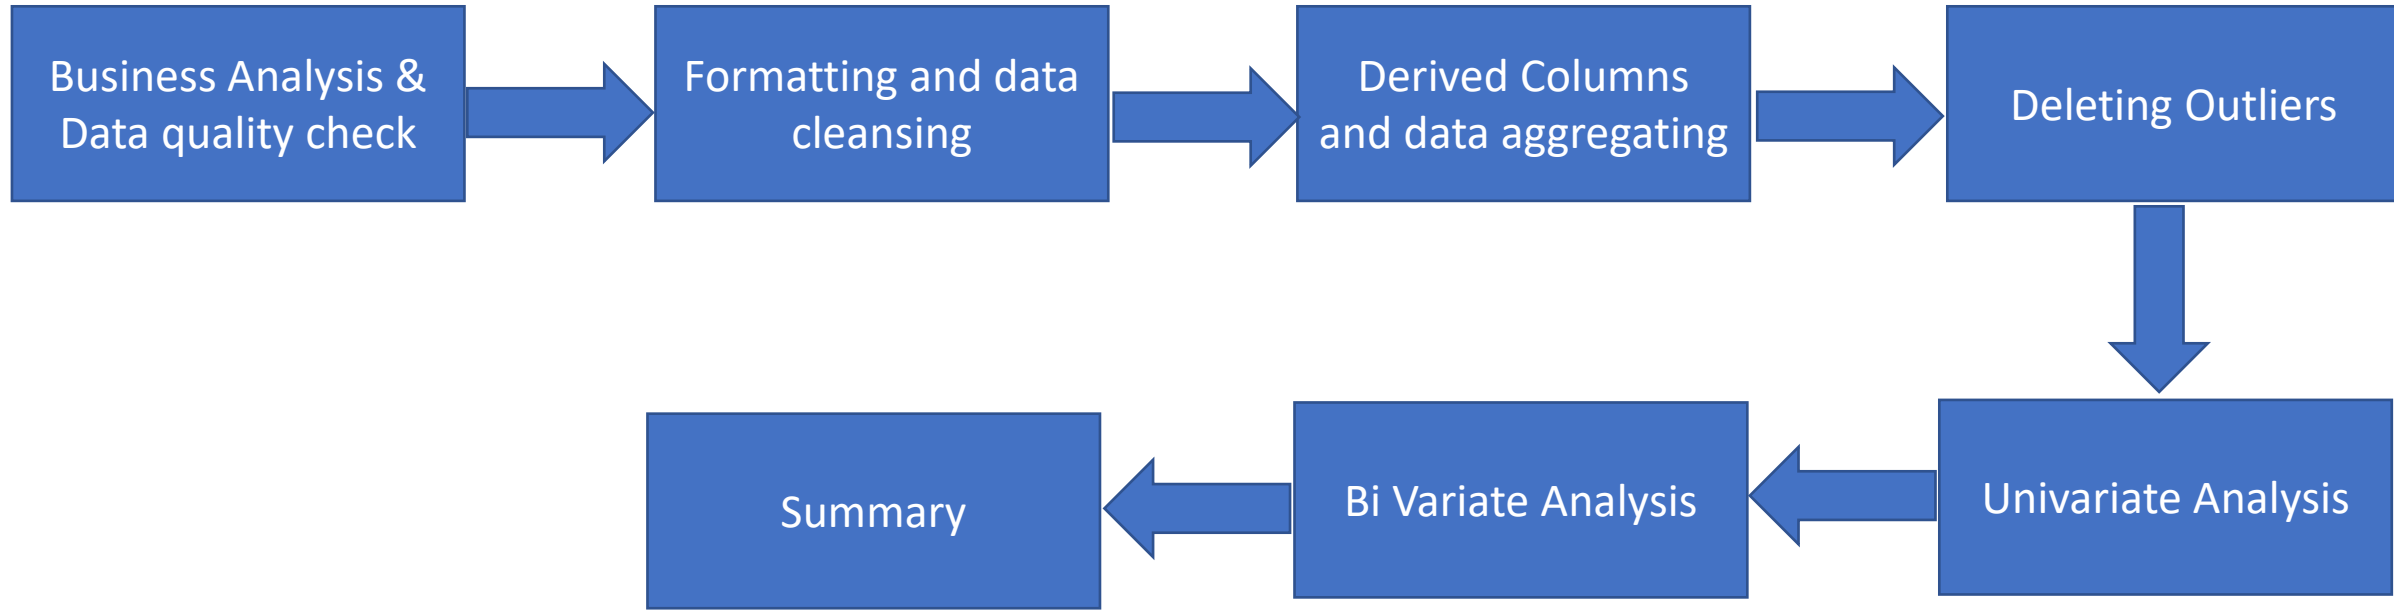 Business Analysis &
Data quality check
Formatting and data
cleansing
Derived Columns
and data aggregating
Deleting Outliers
Univariate Analysis
Bi Variate Analysis
Summary